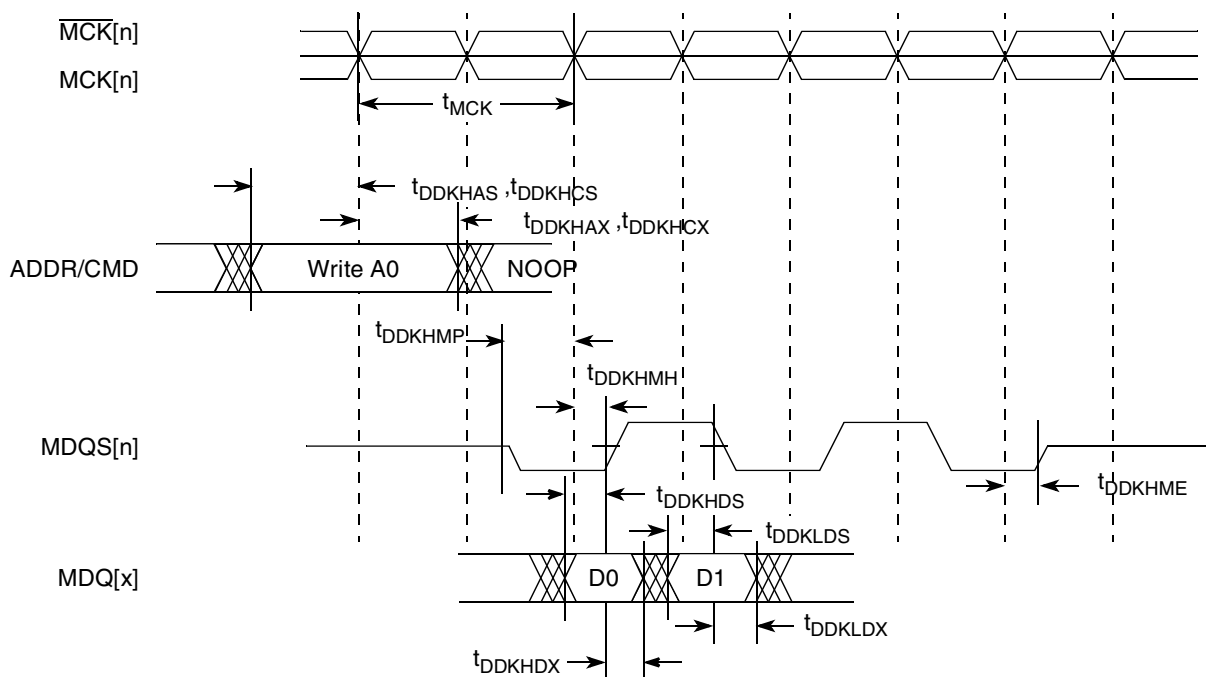 MCK[n]
MCK[n]
tMCK
tDDKHAS ,tDDKHCS
tDDKHAX ,tDDKHCX
ADDR/CMD
Write A0
NOOP
tDDKHMP
tDDKHMH
MDQS[n]
tDDKHME
tDDKHDS
tDDKLDS
MDQ[x]
D0
D1
tDDKLDX
tDDKHDX